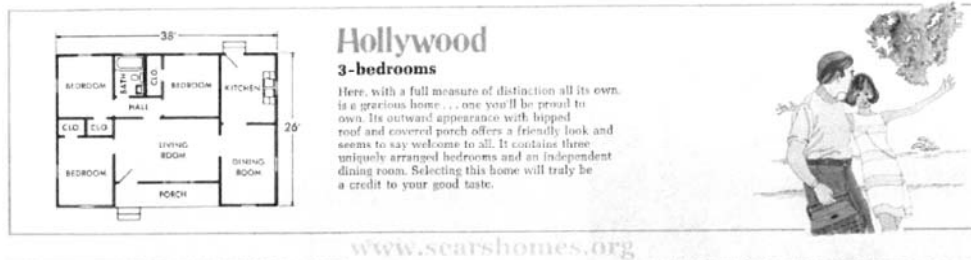 38'
BEDROOM
BATH
CLO.
BEDROOM
KITCHEN
HALL
26'
CLO.
CLO.
LIVING
ROOM
BEDROOM
DINING
ROOM
PORCH
Hollywood
3-bedrooms
Here, with a full measure of distinction all its own,
is a gracious home . . . one you'll be proud to
own. Its outward appearance with hipped
roof and covered porch offers a friendly look and
seems to say welcome to all. It contains three
uniquely arranged bedrooms and an independent
dining room. Selecting this home will truly be
a credit to your good taste.
www.searshomes.org